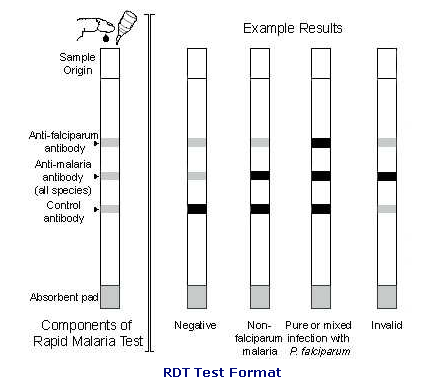 Example Results
Sample
Origin
Anti-falciparum
antibody
Anti-malaria
antibody
(all species)
Control
antibody
Absorbent pad
Components of
Rapid Malaria Test
Negative
Non-
falciparum
malaria
Pure or mixed
infection with
P. falciparum
Invalid
RDT Test Format